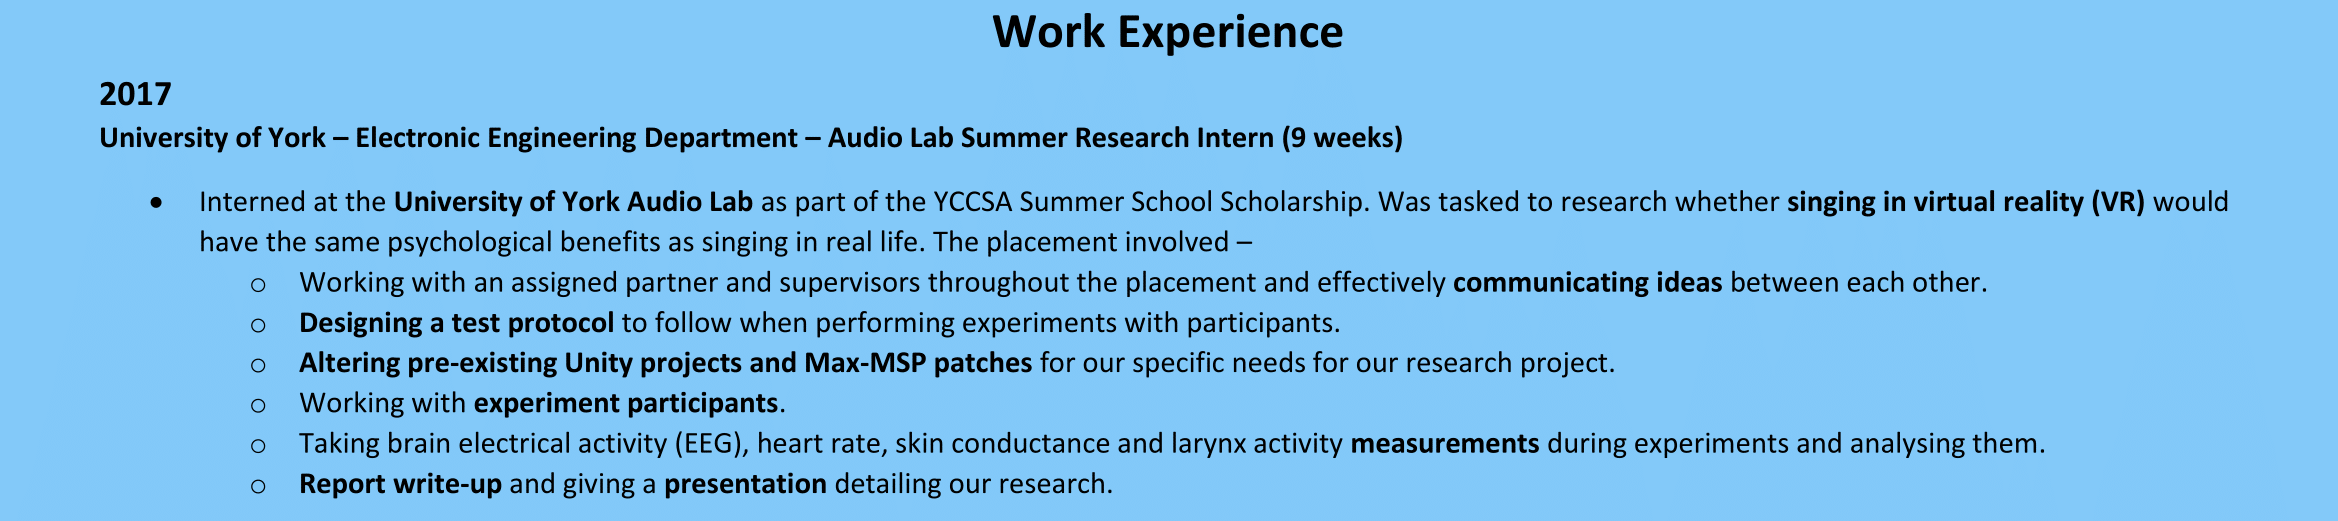 Work Experience
2017
University of York – Electronic Engineering Department – Audio Lab Summer Research Intern (9 weeks)
• Interned at the University of York Audio Lab as part of the YCCSA Summer School Scholarship. Was tasked to research whether singing in virtual reality (VR) would
have the same psychological benefits as singing in real life. The placement involved –
o Working with an assigned partner and supervisors throughout the placement and effectively communicating ideas between each other.
o Designing a test protocol to follow when performing experiments with participants.
o Altering pre-existing Unity projects and Max-MSP patches for our specific needs for our research project.
o Working with experiment participants.
o Taking brain electrical activity (EEG), heart rate, skin conductance and larynx activity measurements during experiments and analysing them.
o Report write-up and giving a presentation detailing our research.